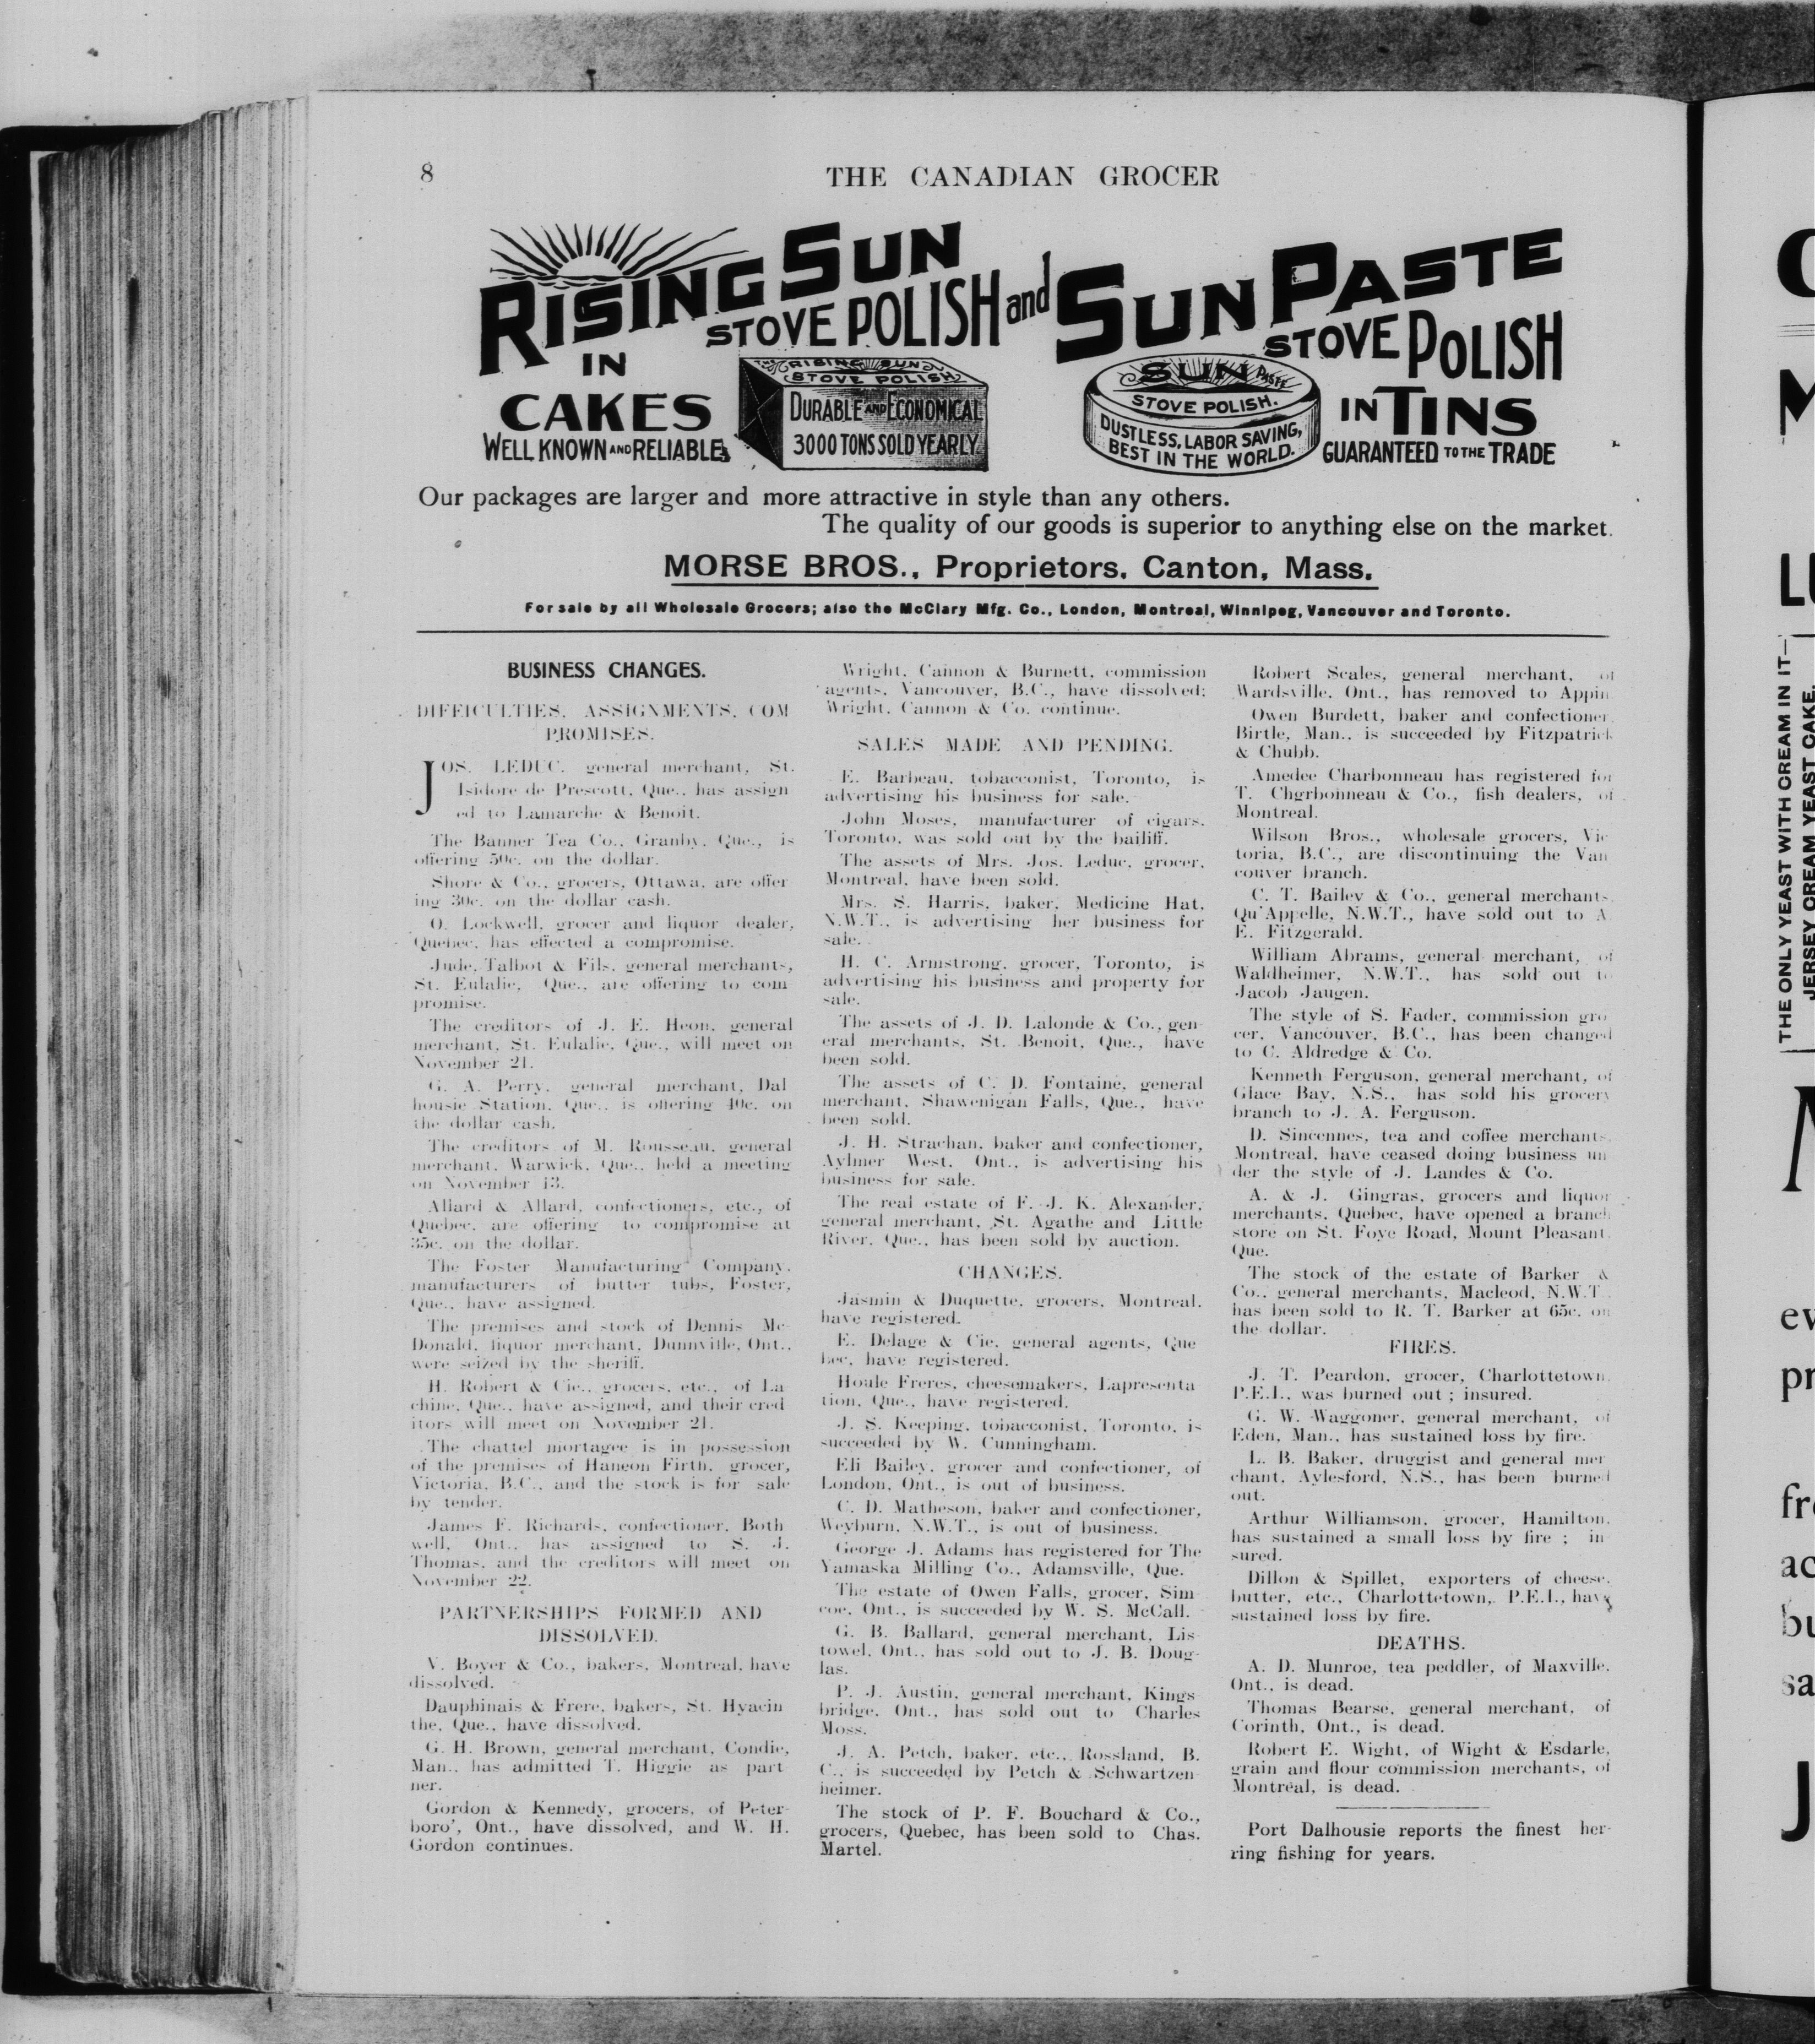 8
THE CANADIAN GROCER
RISING SUN
STOVE POLISH and SUN PASTE
STOVE POLISH
IN
CAKES
WELL KNOWN AND RELIABLE
THE RISING SUN
STOVE POLISH
DURABLE AND ECONOMICAL
3000 TONS SOLD YEARLY.
SUN PASTE
STOVE POLISH.
DUSTLESS, LABOR SAVING,
BEST IN THE WORLD.
IN TINS
GUARANTEED TO THE TRADE
Our packages are larger and more attractive in style than any others.
The quality of our goods is superior to anything else on the market.
MORSE BROS., Proprietors, Canton, Mass.
For sale by all Wholesale Grocers; also the McClary Mfg. Co., London, Montreal, Winnipeg, Vancouver and Toronto.
BUSINESS CHANGES.
DIFFICULTIES, ASSIGNMENTS, COM
PROMISES.
JOS. LEDUC, general merchant, St.
Isidore de Prescott, Que., has assign
ed to Lamarche & Benoit.
The Banner Tea Co., Granby, Que., is
offering 50c. on the dollar.
Shore & Co., grocers, Ottawa, are offer
ing 30c. on the dollar cash.
O. Lockwell, grocer and liquor dealer,
Quebec, has effected a compromise.
Jude, Talbot & Fils, general merchants,
St. Eulalie, Que., are offering to com
promise.
The creditors of J. E. Heon, general
merchant, St. Eulalie, Que., will meet on
November 21.
G. A. Perry, general merchant, Dal
housie Station, Que., is offering 40c. on
the dollar cash.
The creditors of M. Rousseau, general
merchant, Warwick, Que., held a meeting
on November 13.
Allard & Allard, confectioners, etc., of
Quebec, are offering to compromise at
35c. on the dollar.
The Foster Manufacturing Company,
manufacturers of butter tubs, Foster,
Que., have assigned.
The premises and stock of Dennis Mc-
Donald, liquor merchant, Dunnville, Ont.,
were seized by the sheriff.
H. Robert & Cie., grocers, etc., of La
chine, Que., have assigned, and their cred
itors will meet on November 21.
The chattel mortagee is in possession
of the premises of Haneon Firth, grocer,
Victoria, B.C., and the stock is for sale
by tender.
James F. Richards, confectioner, Both
well, Ont., has assigned to S. J.
Thomas, and the creditors will meet on
November 22.
PARTNERSHIPS FORMED AND
DISSOLVED.
V. Boyer & Co., bakers, Montreal, have
dissolved.
Dauphinais & Frere, bakers, St. Hyacin
the, Que., have dissolved.
G. H. Brown, general merchant, Condie,
Man., has admitted T. Higgie as part
ner.
Gordon & Kennedy, grocers, of Peter-
boro', Ont., have dissolved, and W. H.
Gordon continues.
Wright, Cannon & Burnett, commission
agents, Vancouver, B.C., have dissolved;
Wright, Cannon & Co. continue.
SALES MADE AND PENDING.
E. Barbeau, tobacconist, Toronto, is
advertising his business for sale.
John Moses, manufacturer of cigars,
Toronto, was sold out by the bailiff.
The assets of Mrs. Jos. Leduc, grocer,
Montreal, have been sold.
Mrs. S. Harris, baker, Medicine Hat,
N.W.T., is advertising her business for
sale.
H. C. Armstrong, grocer, Toronto, is
advertising his business and property for
sale.
The assets of J. D. Lalonde & Co., gen-
eral merchants, St. Benoit, Que., have
been sold.
The assets of C. D. Fontaine, general
merchant, Shawenigan Falls, Que., have
been sold.
J. H. Strachan, baker and confectioner,
Aylmer West, Ont., is advertising his
business for sale.
The real estate of F. J. K. Alexander,
general merchant, St. Agathe and Little
River, Que., has been sold by auction.
CHANGES.
Jasmin & Duquette, grocers, Montreal,
have registered.
E. Delage & Cie, general agents, Que
bec, have registered.
Houle Freres, cheesemakers, Lapresenta
tion, Que., have registered.
J. S. Keeping, tobacconist, Toronto, is
succeeded by W. Cunningham.
Eli Bailey, grocer and confectioner, of
London, Ont., is out of business.
C. D. Matheson, baker and confectioner,
Weyburn, N.W.T., is out of business.
George J. Adams has registered for The
Yamaska Milling Co., Adamsville, Que.
The estate of Owen Falls, grocer, Sim
coe, Ont., is succeeded by W. S. McCall.
G. B. Ballard, general merchant, Lis-
towel, Ont., has sold out to J. B. Doug-
las.
P. J. Austin, general merchant, Kings
bridge, Ont., has sold out to Charles
Moss.
J. A. Petch, baker, etc., Rossland, B.
C., is succeeded by Petch & Schwartzen
heimer.
The stock of P. F. Bouchard & Co.,
grocers, Quebec, has been sold to Chas.
Martel.
Robert Scales, general merchant, of
Wardsville, Ont., has removed to Appin
Owen Burdett, baker and confectioner,
Birtle, Man., is succeeded by Fitzpatrick
& Chubb.
Amedee Charbonneau has registered for
T. Chgrbonneau & Co., fish dealers, of
Montreal.
Wilson Bros., wholesale grocers, Vic
toria, B.C., are discontinuing the Van
couver branch.
C. T. Bailey & Co., general merchants,
Qu'Appelle, N.W.T., have sold out to A
E. Fitzgerald.
William Abrams, general merchant, of
Waldheimer, N.W.T., has sold out to
Jacob Jaugen.
The style of S. Fader, commission gro
cer, Vancouver, B.C., has been changed
to C. Aldredge & Co.
Kenneth Ferguson, general merchant, of
Glace Bay, N.S., has sold his grocery
branch to J. A. Ferguson.
D. Sincennes, tea and coffee merchants,
Montreal, have ceased doing business un
der the style of J. Landes & Co.
A. & J. Gingras, grocers and liquor
merchants, Quebec, have opened a branch
store on St. Foye Road, Mount Pleasant,
Que.
The stock of the estate of Barker &
Co., general merchants, Macleod, N.W.T.
has been sold to R. T. Barker at 65c. on
the dollar.
FIRES.
J. T. Peardon, grocer, Charlottetown,
P.E.I., was burned out ; insured.
G. W. Waggoner, general merchant, of
Eden, Man., has sustained loss by fire.
L. B. Baker, druggist and general mer
chant, Aylesford, N.S., has been burned
out.
Arthur Williamson, grocer, Hamilton,
has sustained a small loss by fire ; in
sured.
Dillon & Spillet, exporters of cheese,
butter, etc., Charlottetown, P.E.I., have
sustained loss by fire.
DEATHS.
A. D. Munroe, tea peddler, of Maxville,
Ont., is dead.
Thomas Bearse, general merchant, of
Corinth, Ont., is dead.
Robert E. Wight, of Wight & Esdarle,
grain and flour commission merchants, of
Montreal, is dead.
Port Dalhousie reports the finest her-
ring fishing for years.
THE ONLY YEAST WITH CREAM IN IT—
JERSEY CREAM YEAST CAKE.
ev
pr
fr
ac
bu
sa
J